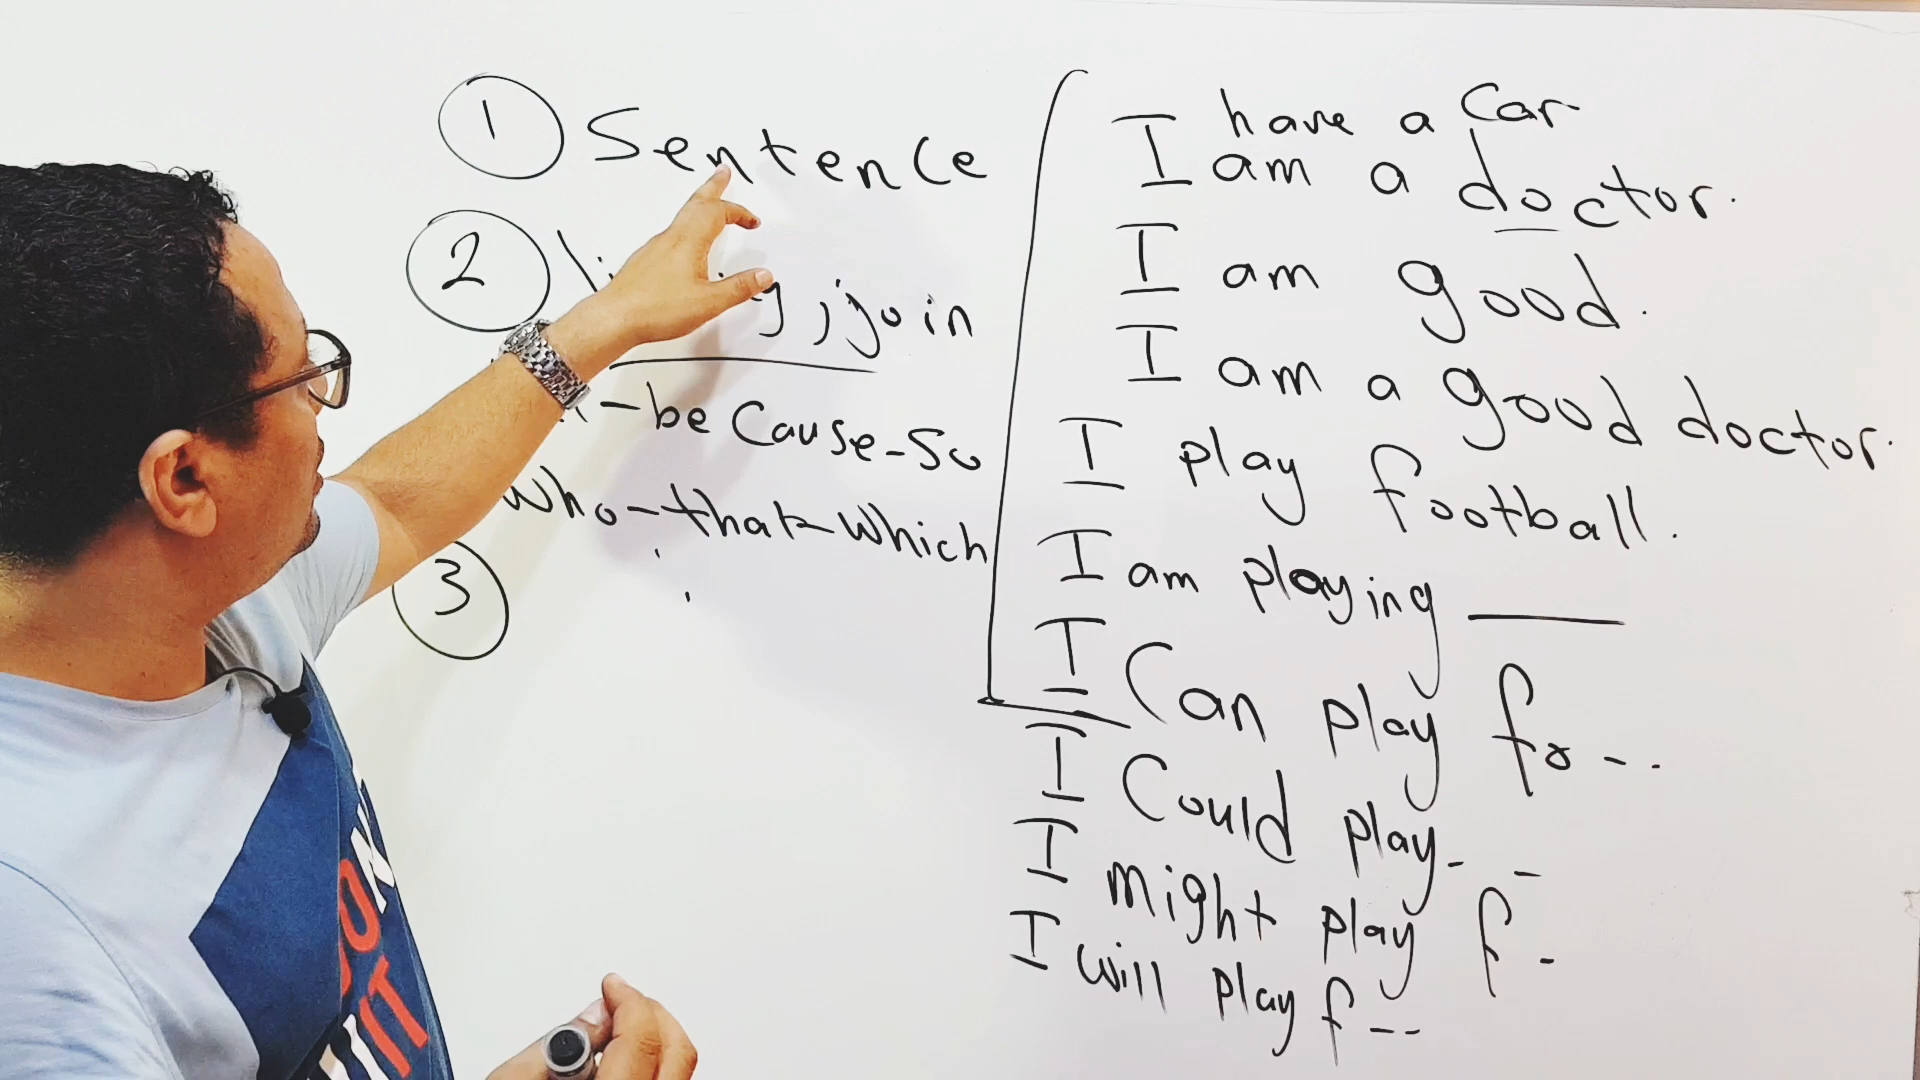 1 Sentence
2 , join
- because - so
who - that - which
3
I have a car
I am a doctor.
I am good.
I am a good doctor.
I play football.
I am playing ____
I can play fo---
I could play- -
I might play f-
I will play f--
IT